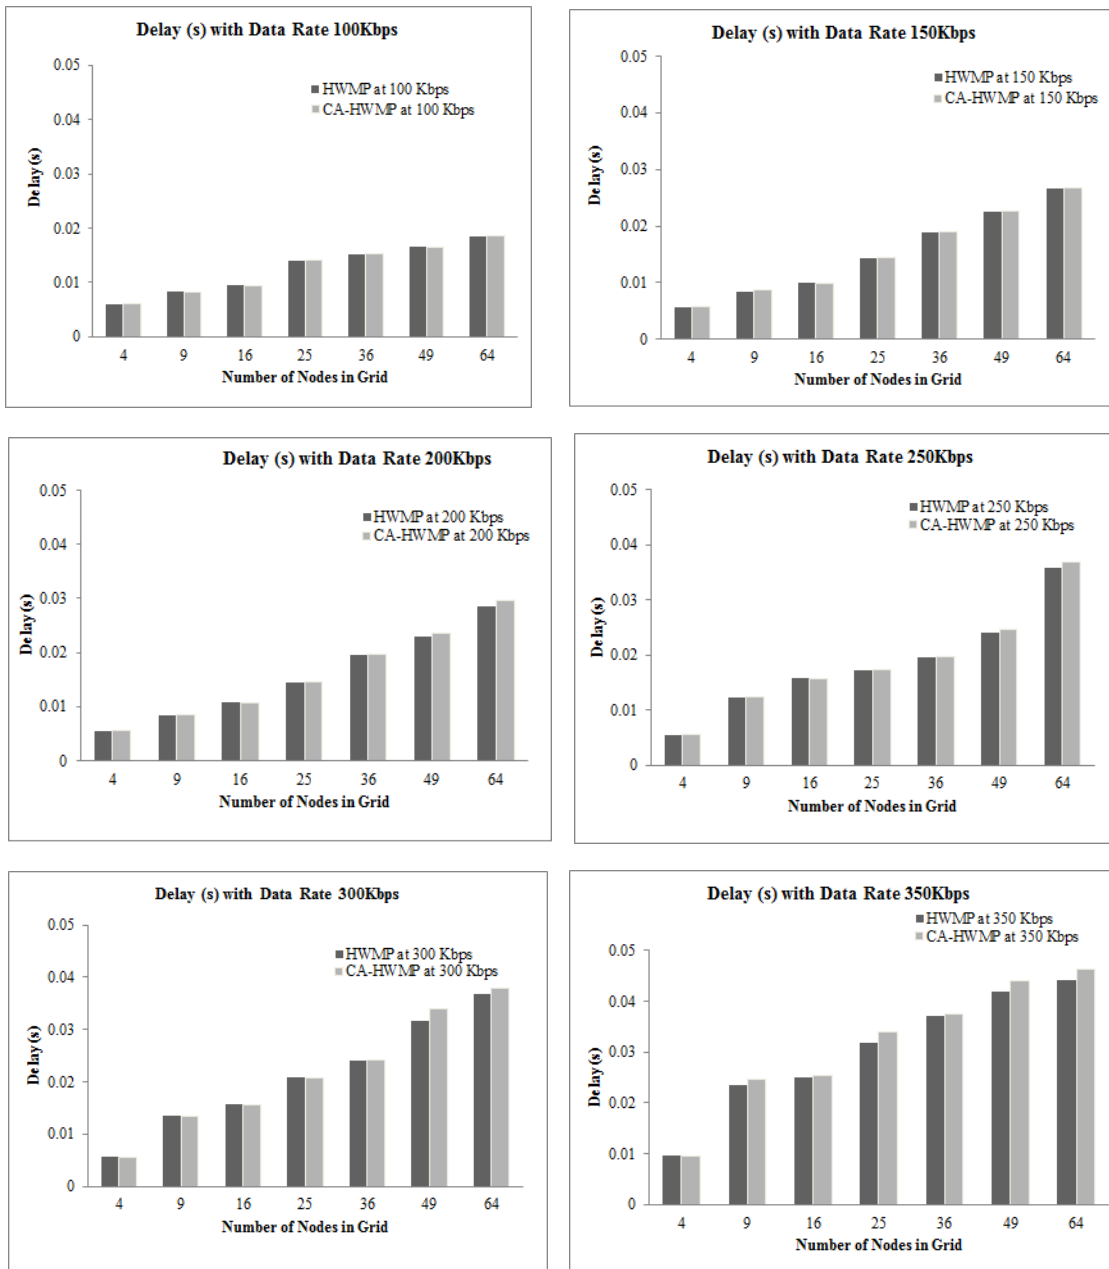 Delay (s) with Data Rate 100Kbps
HWMP at 100 Kbps
CA-HWMP at 100 Kbps
Delay (s)
0.05
0.04
0.03
0.02
0.01
0
4 9 16 25 36 49 64
Number of Nodes in Grid
Delay (s) with Data Rate 150Kbps
HWMP at 150 Kbps
CA-HWMP at 150 Kbps
Delay (s)
0.05
0.04
0.03
0.02
0.01
0
4 9 16 25 36 49 64
Number of Nodes in Grid
Delay (s) with Data Rate 200Kbps
HWMP at 200 Kbps
CA-HWMP at 200 Kbps
Delay (s)
0.05
0.04
0.03
0.02
0.01
0
4 9 16 25 36 49 64
Number of Nodes in Grid
Delay (s) with Data Rate 250Kbps
HWMP at 250 Kbps
CA-HWMP at 250 Kbps
Delay (s)
0.05
0.04
0.03
0.02
0.01
0
4 9 16 25 36 49 64
Number of Nodes in Grid
Delay (s) with Data Rate 300Kbps
HWMP at 300 Kbps
CA-HWMP at 300 Kbps
Delay (s)
0.05
0.04
0.03
0.02
0.01
0
4 9 16 25 36 49 64
Number of Nodes in Grid
Delay (s) with Data Rate 350Kbps
HWMP at 350 Kbps
CA-HWMP at 350 Kbps
Delay (s)
0.05
0.04
0.03
0.02
0.01
0
4 9 16 25 36 49 64
Number of Nodes in Grid